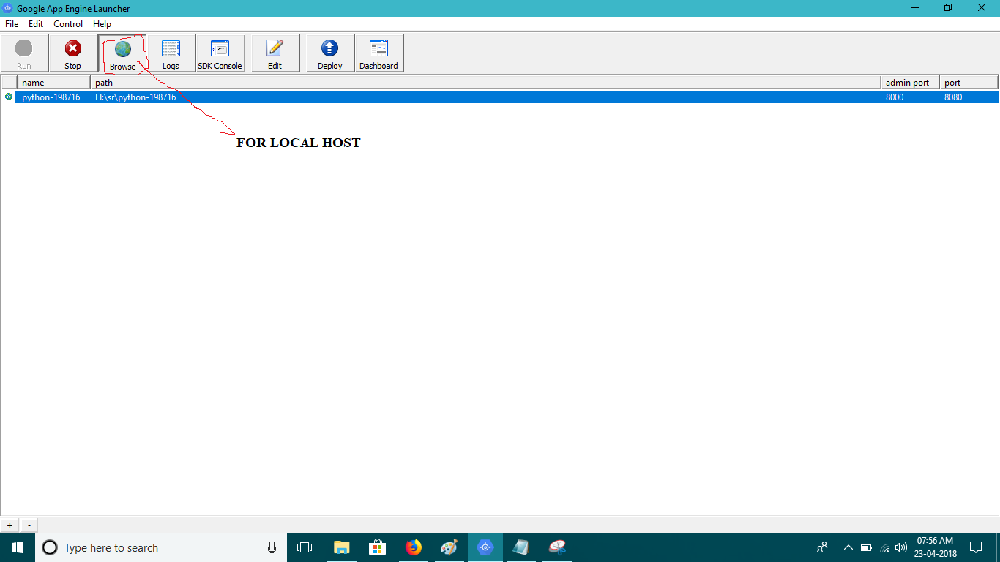 Google App Engine Launcher
File Edit Control Help
Run Stop Browse Logs SDK Console Edit Deploy Dashboard
name path admin port port
python-198716 H:\sr\python-198716 8000 8080
FOR LOCAL HOST
+ -
Type here to search
07:56 AM
23-04-2018